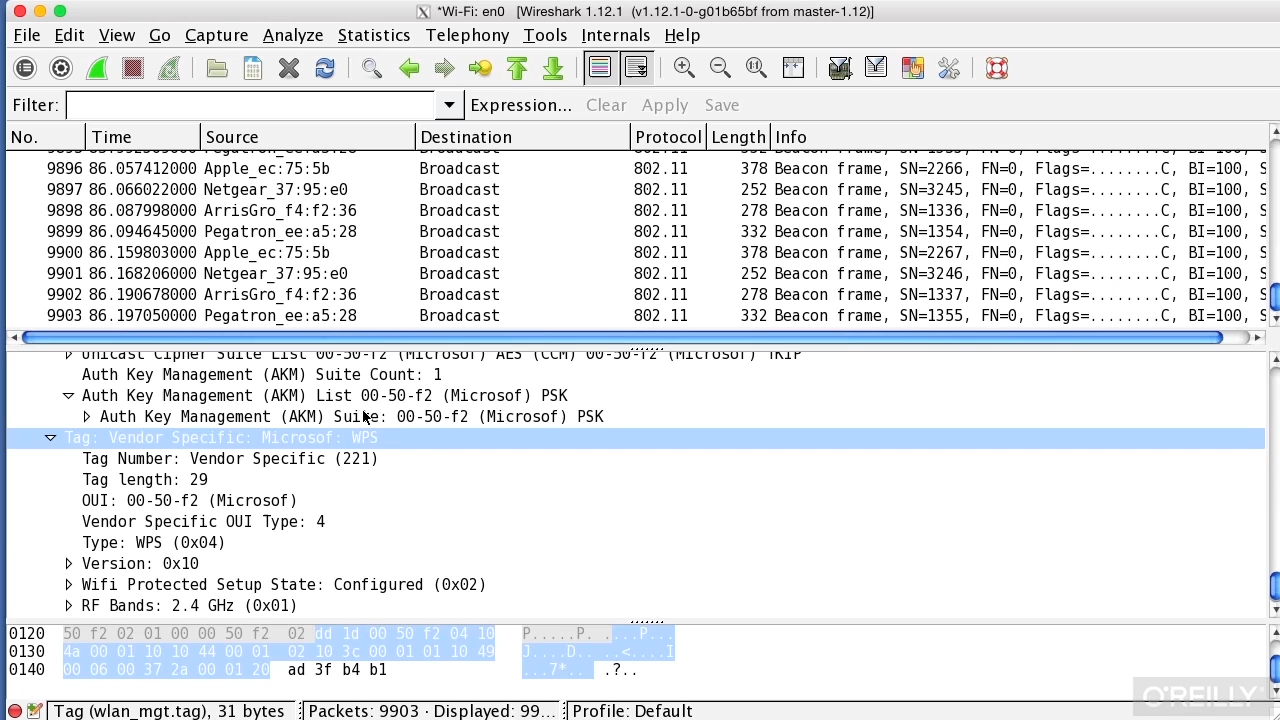 *Wi-Fi: en0 [Wireshark 1.12.1 (v1.12.1-0-g01b65bf from master-1.12)]
File Edit View Go Capture Analyze Statistics Telephony Tools Internals Help
Filter: Expression... Clear Apply Save
No. Time Source Destination Protocol Length Info
9896 86.057412000 Apple_ec:75:5b Broadcast 802.11 378 Beacon frame, SN=2266, FN=0, Flags=........C, BI=100, S
9897 86.066022000 Netgear_37:95:e0 Broadcast 802.11 252 Beacon frame, SN=3245, FN=0, Flags=........C, BI=100, S
9898 86.087998000 ArrisGro_f4:f2:36 Broadcast 802.11 278 Beacon frame, SN=1336, FN=0, Flags=........C, BI=100, S
9899 86.094645000 Pegatron_ee:a5:28 Broadcast 802.11 332 Beacon frame, SN=1354, FN=0, Flags=........C, BI=100, S
9900 86.159803000 Apple_ec:75:5b Broadcast 802.11 378 Beacon frame, SN=2267, FN=0, Flags=........C, BI=100, S
9901 86.168206000 Netgear_37:95:e0 Broadcast 802.11 252 Beacon frame, SN=3246, FN=0, Flags=........C, BI=100, S
9902 86.190678000 ArrisGro_f4:f2:36 Broadcast 802.11 278 Beacon frame, SN=1337, FN=0, Flags=........C, BI=100, S
9903 86.197050000 Pegatron_ee:a5:28 Broadcast 802.11 332 Beacon frame, SN=1355, FN=0, Flags=........C, BI=100, S
Unicast Cipher Suite List 00-50-f2 (Microsof) AES (CCM) 00-50-f2 (Microsof) TKIP
Auth Key Management (AKM) Suite Count: 1
Auth Key Management (AKM) List 00-50-f2 (Microsof) PSK
Auth Key Management (AKM) Suite: 00-50-f2 (Microsof) PSK
Tag: Vendor Specific: Microsof: WPS
Tag Number: Vendor Specific (221)
Tag length: 29
OUI: 00-50-f2 (Microsof)
Vendor Specific OUI Type: 4
Type: WPS (0x04)
Version: 0x10
Wifi Protected Setup State: Configured (0x02)
RF Bands: 2.4 GHz (0x01)
0120 50 f2 02 01 00 00 50 f2 02 dd 1d 00 50 f2 04 10 P.....P. ....P...
0130 4a 00 01 10 10 44 00 01 02 10 3c 00 01 01 10 49 J....D.. ..<....I
0140 00 06 00 37 2a 00 01 20 ad 3f b4 b1 ...7*.. .?..
Tag (wlan_mgt.tag), 31 bytes Packets: 9903 · Displayed: 99... Profile: Default
O'REILLY